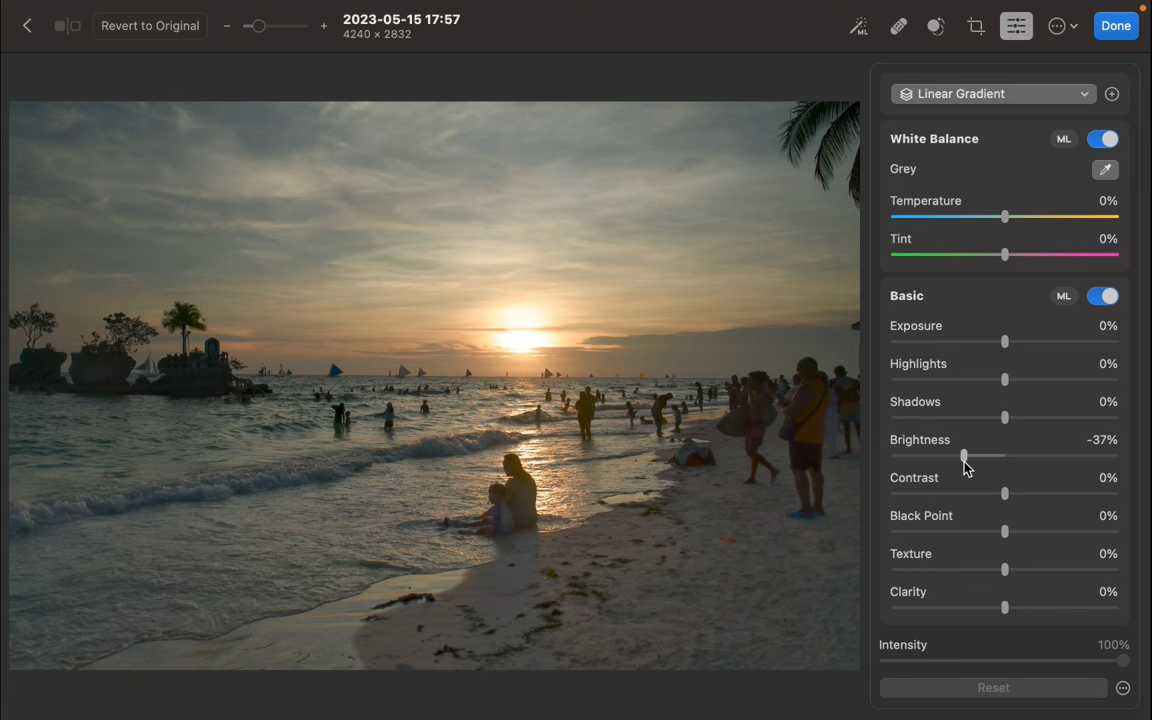 Revert to Original
2023-05-15 17:57
4240 × 2832
ML
Done
Linear Gradient
White Balance ML
Grey
Temperature 0%
Tint 0%
Basic ML
Exposure 0%
Highlights 0%
Shadows 0%
Brightness -37%
Contrast 0%
Black Point 0%
Texture 0%
Clarity 0%
Intensity 100%
Reset